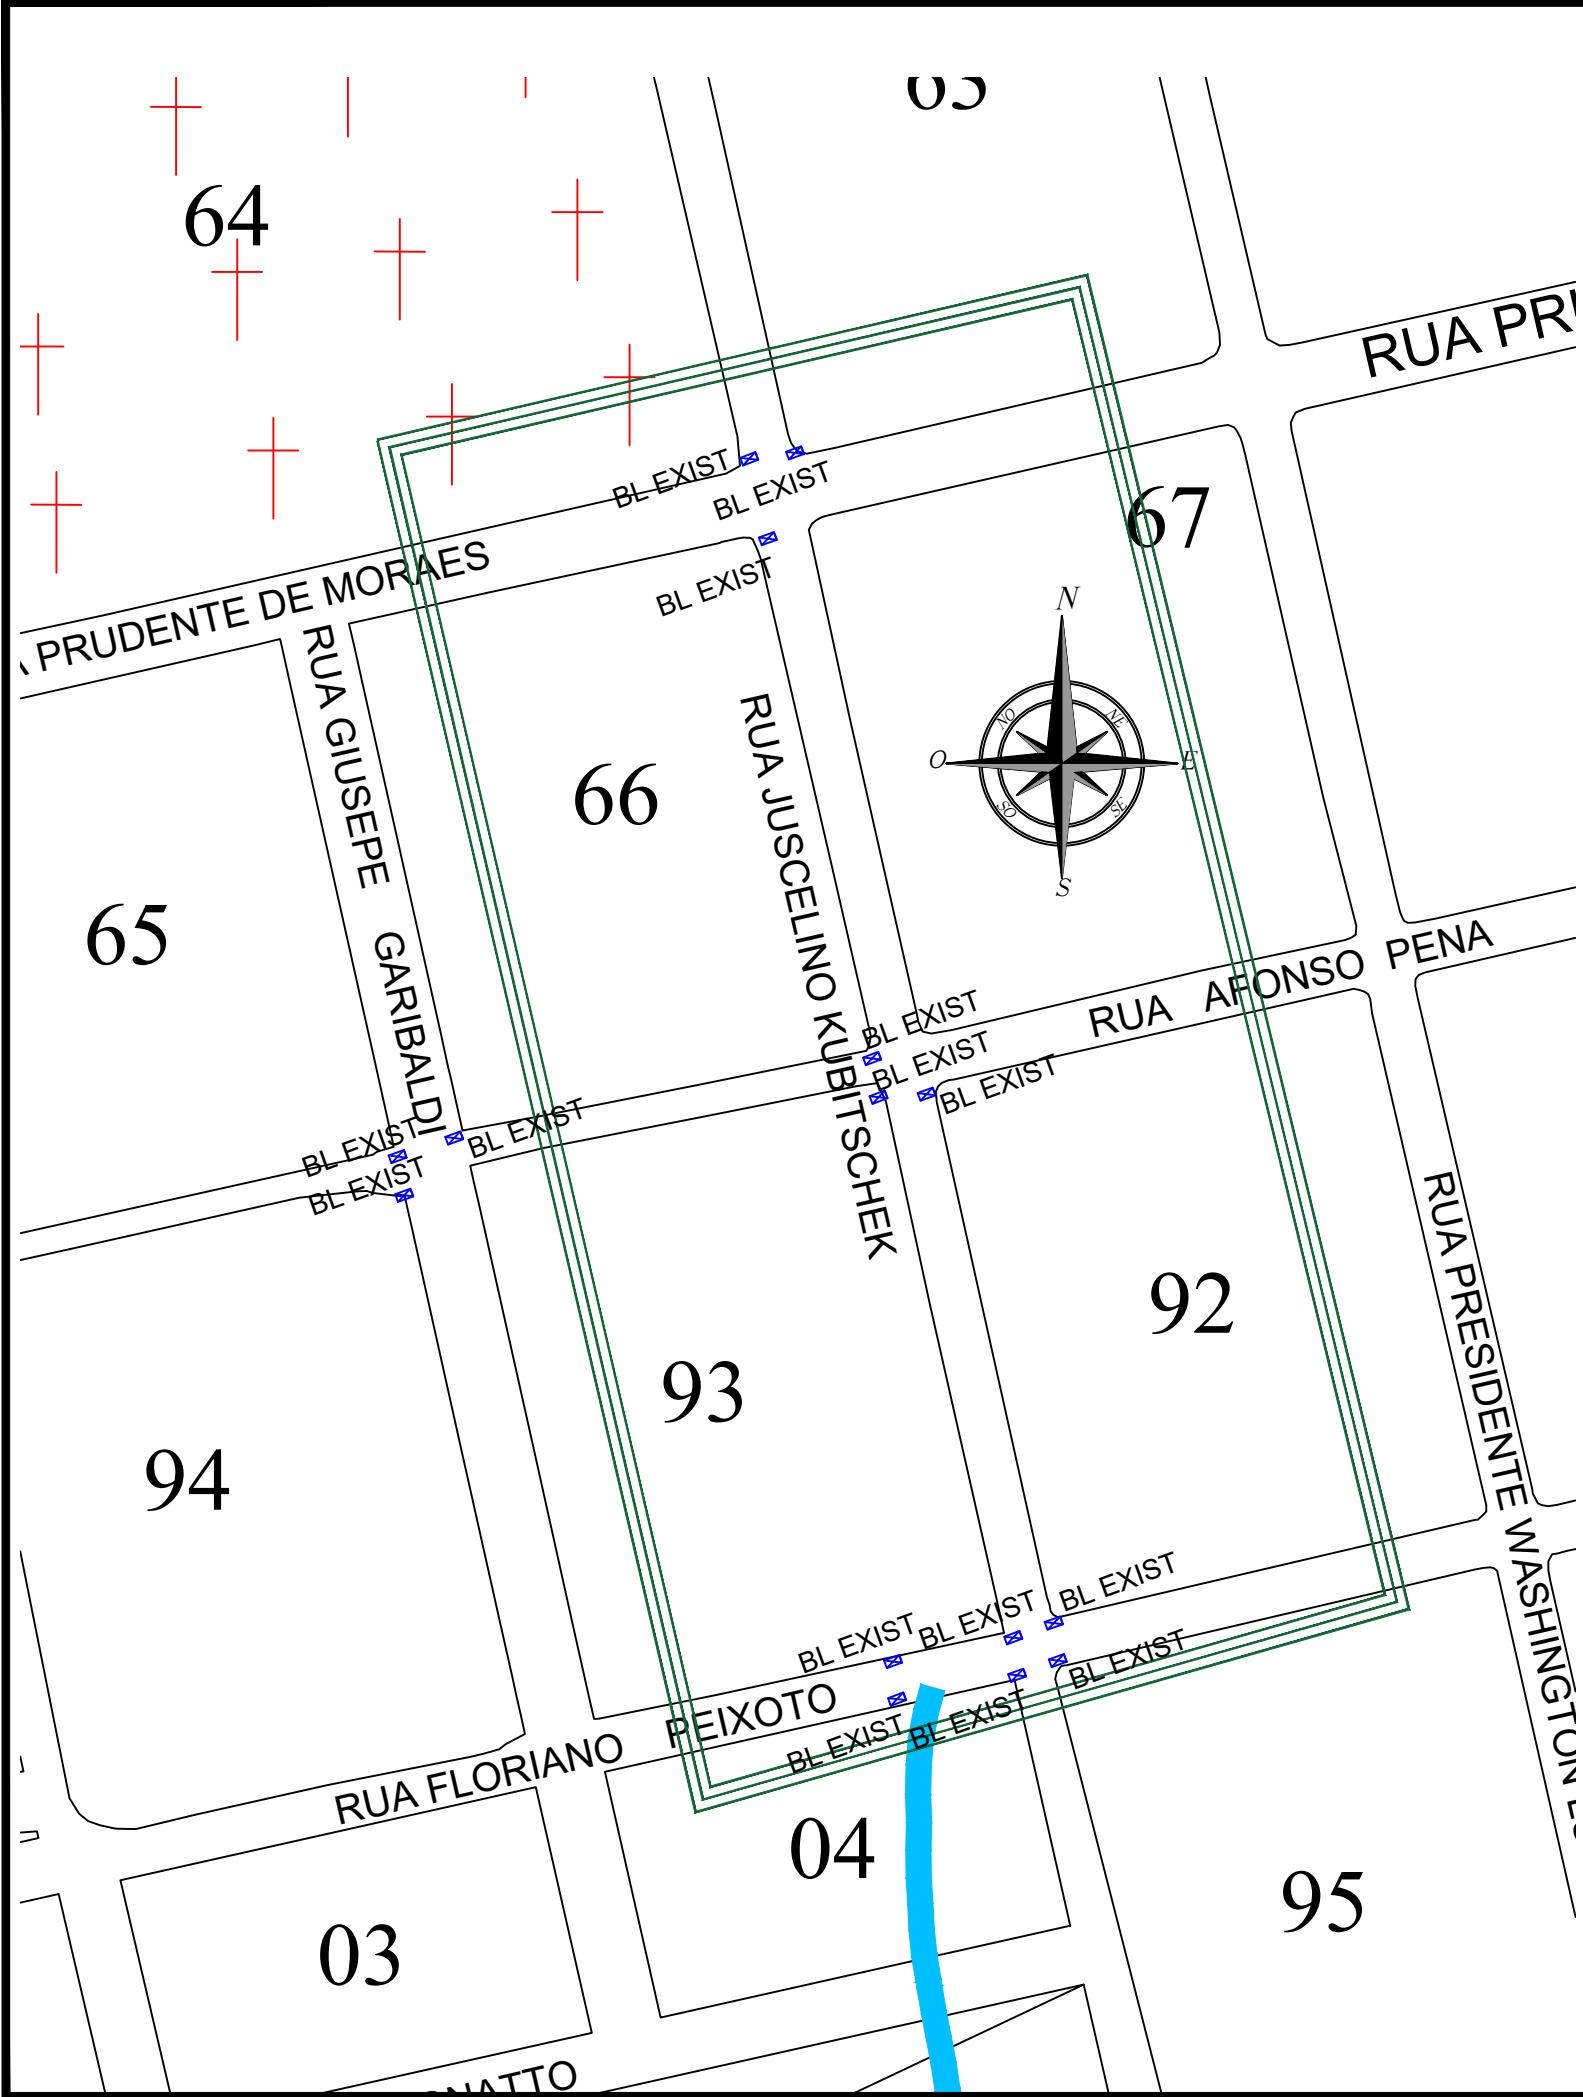 63
64
RUA PRI
BL EXIST
BL EXIST
67
BL EXIST
PRUDENTE DE MORAES
N
NO
NE
O
E
SO
SE
S
RUA GIUSEPE GARIBALDI
66
RUA JUSCELINO KUBITSCHEK
65
RUA AFONSO PENA
BL EXIST
BL EXIST
BL EXIST
BL EXIST
BL EXIST
BL EXIST
RUA PRESIDENTE WASHINGTON
92
93
94
BL EXIST
BL EXIST
BL EXIST
BL EXIST
BL EXIST
BL EXIST
RUA FLORIANO PEIXOTO
04
95
03
NATTO